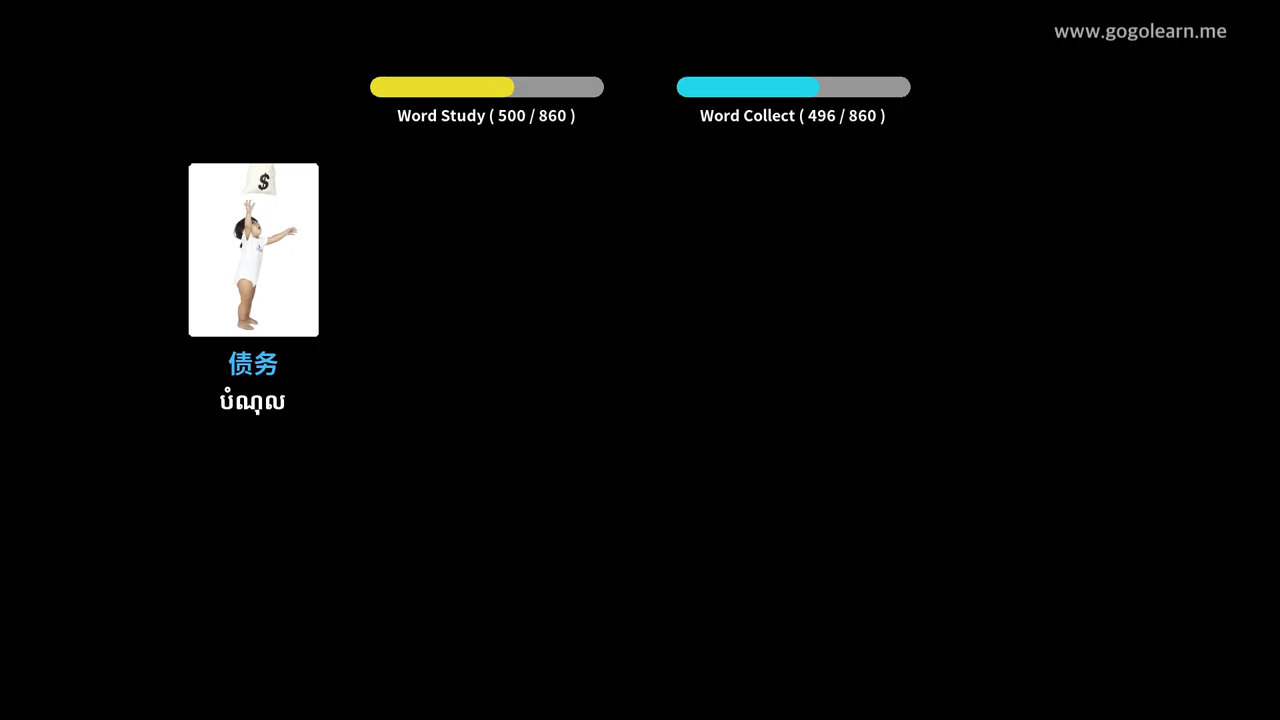 www.gogolearn.me
Word Study ( 500 / 860 )
Word Collect ( 496 / 860 )
$
债务
បំណុល